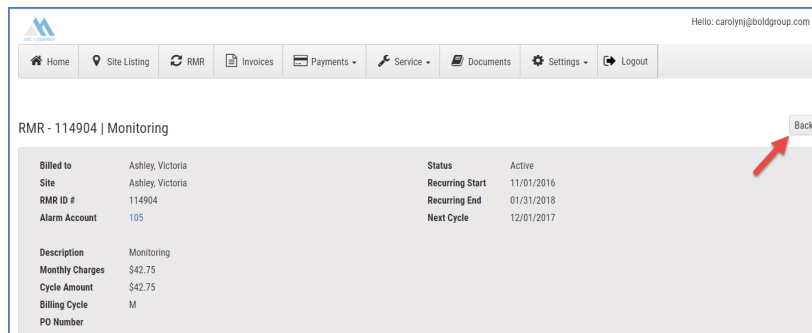 Hello: carolynj@boldgroup.com
ABC COMPANY
Home Site Listing RMR Invoices Payments Service Documents Settings Logout
RMR - 114904 | Monitoring
Back
Billed to Ashley, Victoria Status Active
Site Ashley, Victoria Recurring Start 11/01/2016
RMR ID # 114904 Recurring End 01/31/2018
Alarm Account 105 Next Cycle 12/01/2017
Description Monitoring
Monthly Charges $42.75
Cycle Amount $42.75
Billing Cycle M
PO Number